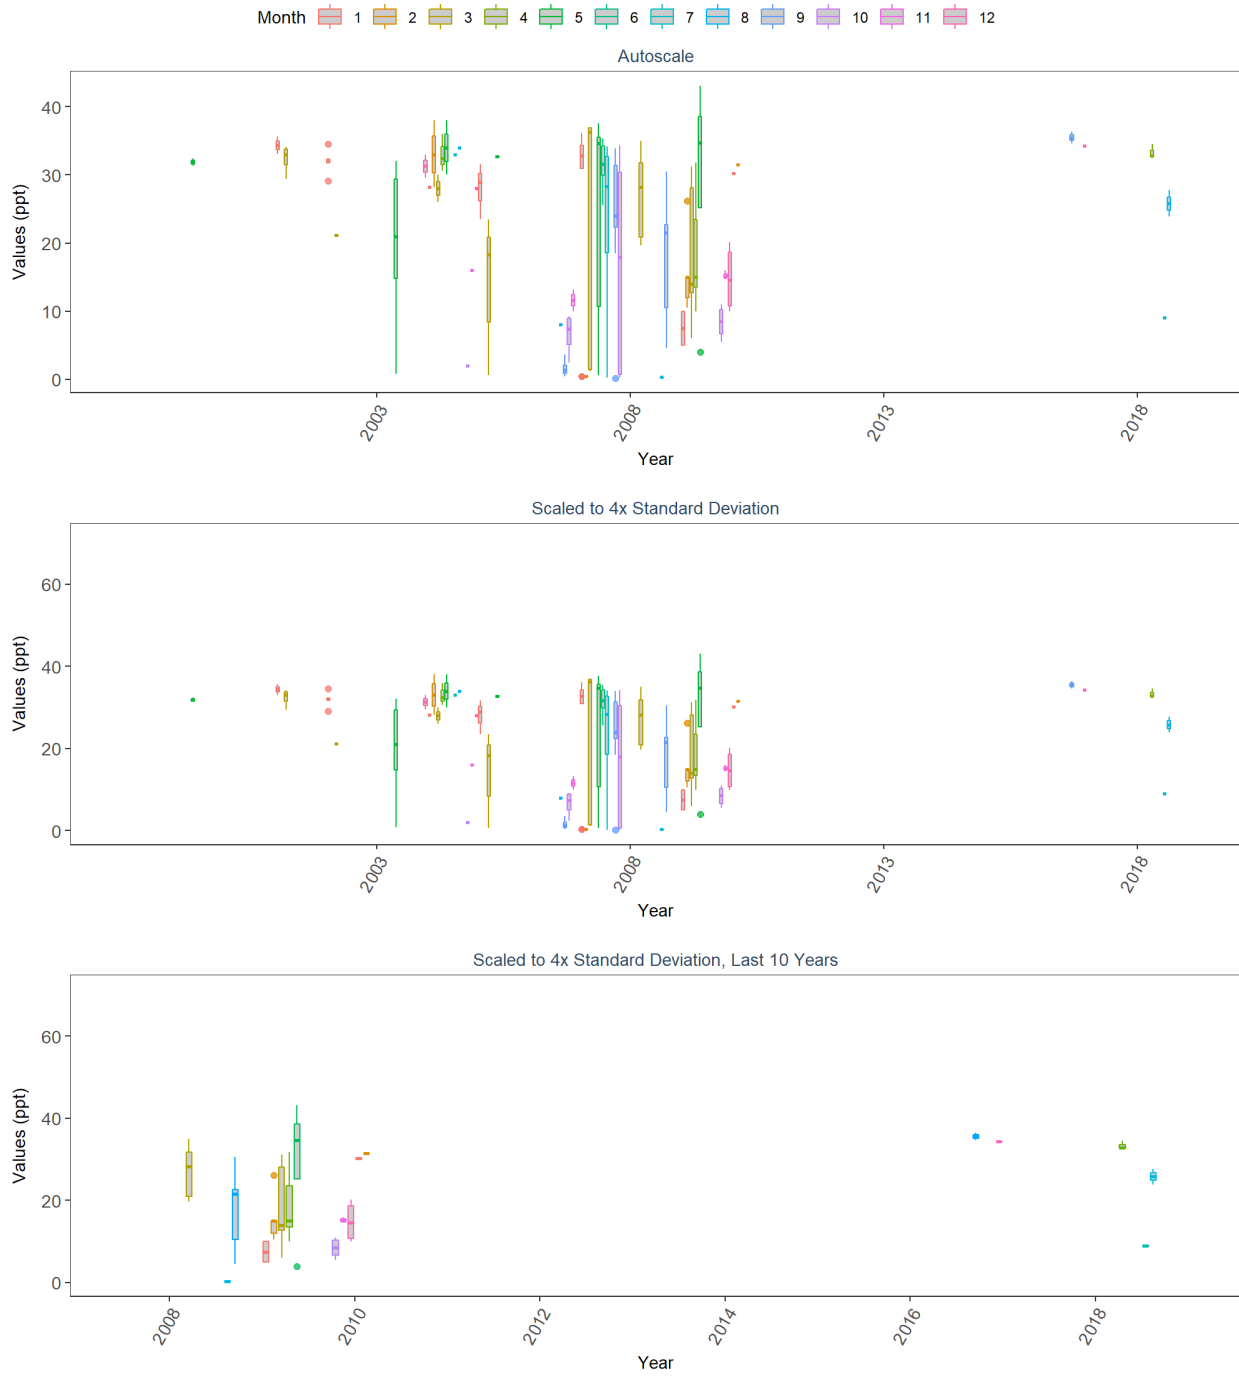 Month 1 2 3 4 5 6 7 8 9 10 11 12
Autoscale
Values (ppt)
40
30
20
10
0
2003 2008 2013 2018
Year
Scaled to 4x Standard Deviation
Values (ppt)
60
40
20
0
2003 2008 2013 2018
Year
Scaled to 4x Standard Deviation, Last 10 Years
Values (ppt)
60
40
20
0
2008 2010 2012 2014 2016 2018
Year